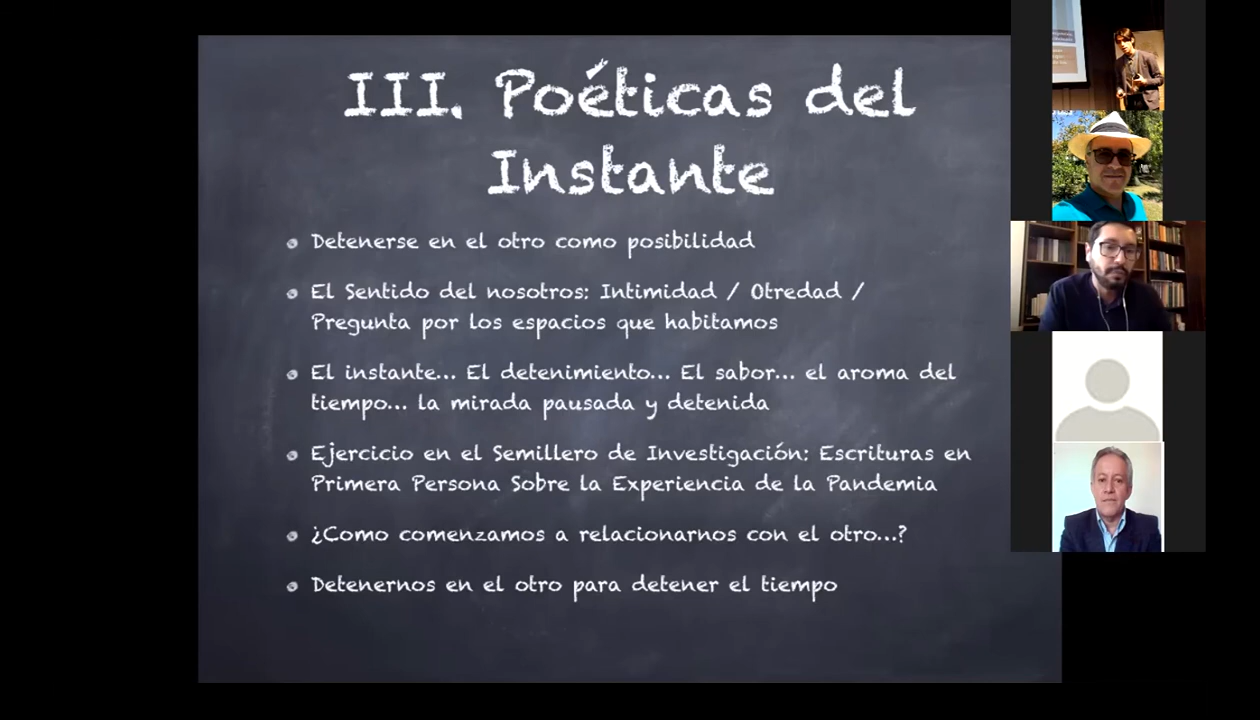 III. Poéticas del
Instante
Detenerse en el otro como posibilidad
El Sentido del nosotros: Intimidad / Otredad /
Pregunta por los espacios que habitamos
El instante... El detenimiento... El sabor... el aroma del
tiempo... la mirada pausada y detenida
Ejercicio en el Semillero de Investigación: Escrituras en
Primera Persona Sobre la Experiencia de la Pandemia
¿Como comenzamos a relacionarnos con el otro...?
Detenernos en el otro para detener el tiempo